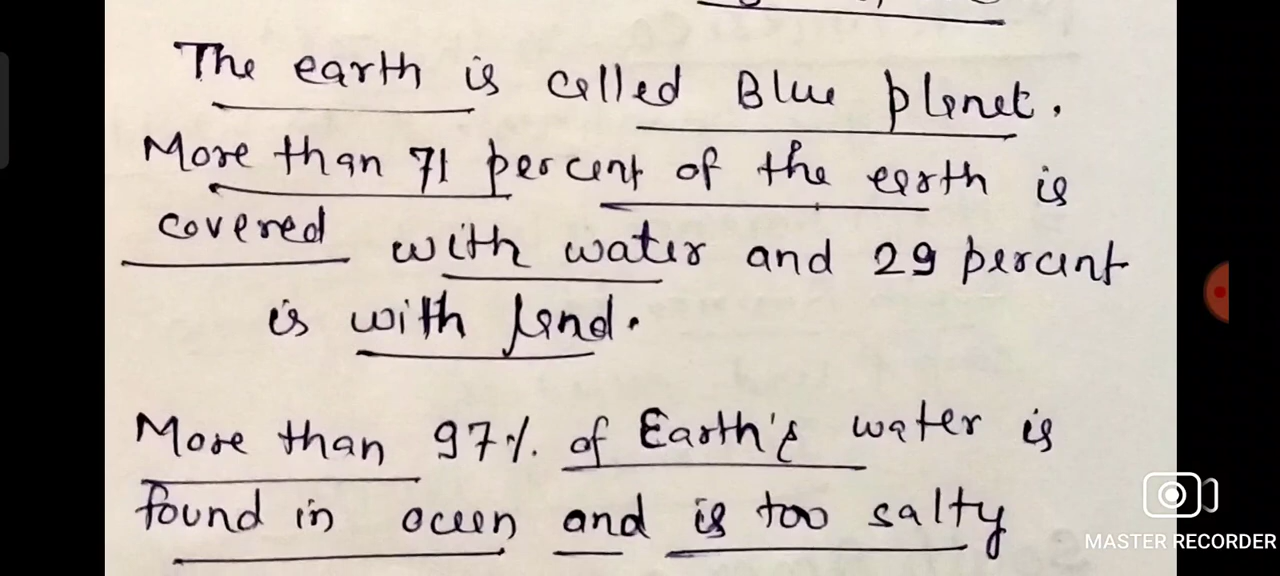 The earth is called Blue planet.
More than 71 percent of the earth is
covered with water and 29 percent
is with land.
More than 97% of Earth's water is
found in ocean and is too salty
MASTER RECORDER